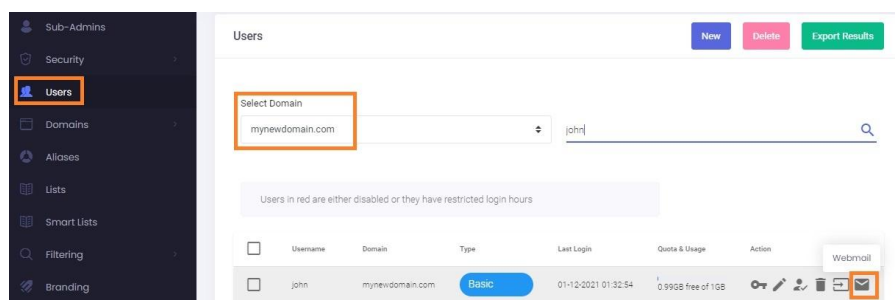 Sub-Admins
Security
Users
Domains
Aliases
Lists
Smart Lists
Filtering
Branding
Users
New Delete Export Results
Select Domain
mynewdomain.com john
Users in red are either disabled or they have restricted login hours
Username Domain Type Last Login Quota & Usage Action
Webmail
john mynewdomain.com Basic 01-12-2021 01:32:54 0.99GB free of 1GB